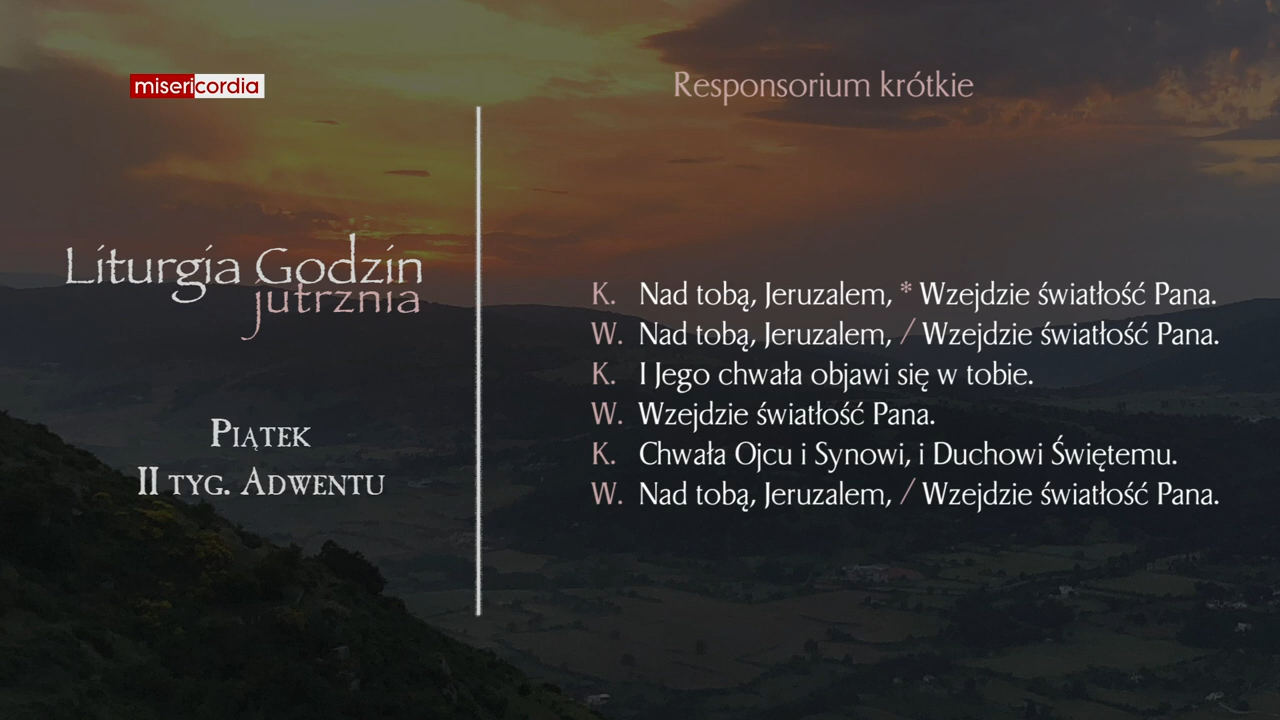 misericordia
Liturgia Godzin
jutrznia
Piątek
II tyg. Adwentu
Responsorium krótkie
K. Nad tobą, Jeruzalem, * Wzejdzie światłość Pana.
W. Nad tobą, Jeruzalem, / Wzejdzie światłość Pana.
K. I Jego chwała objawi się w tobie.
W. Wzejdzie światłość Pana.
K. Chwała Ojcu i Synowi, i Duchowi Świętemu.
W. Nad tobą, Jeruzalem, / Wzejdzie światłość Pana.